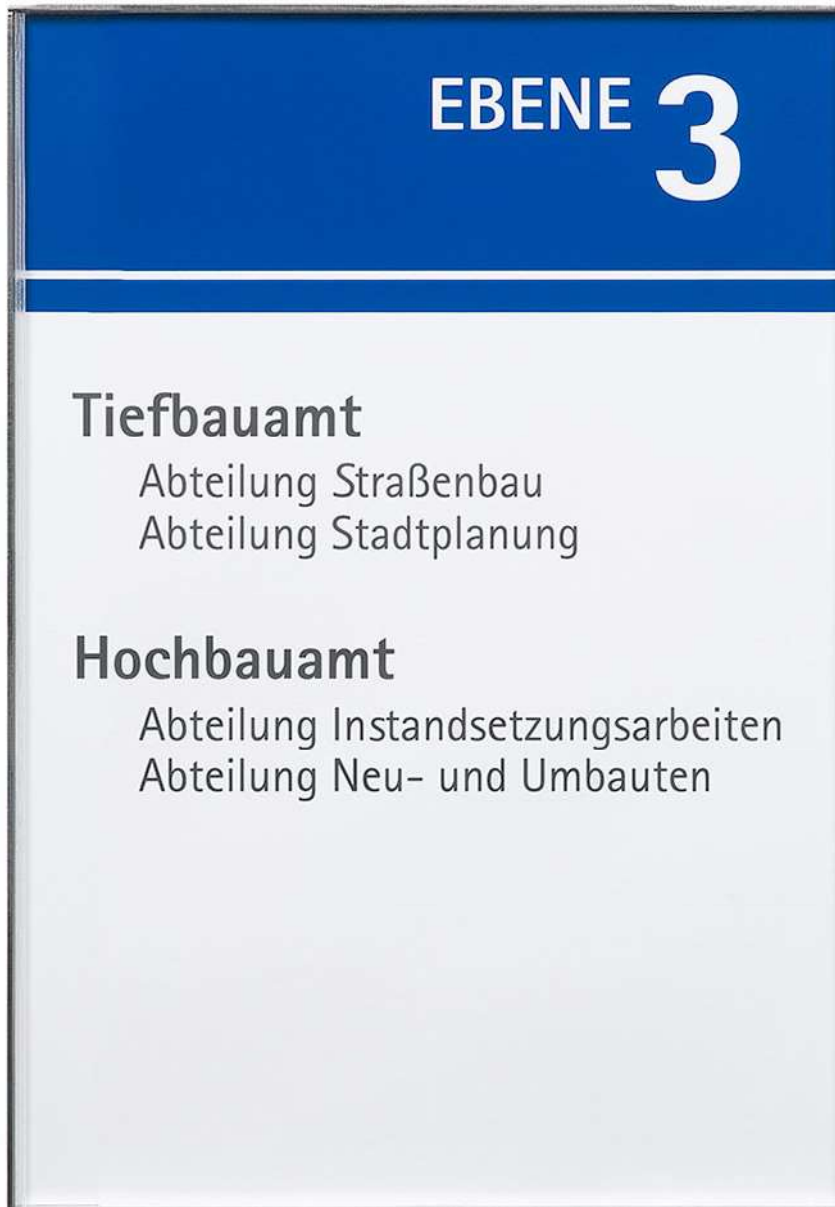 EBENE 3
Tiefbauamt
Abteilung Straßenbau
Abteilung Stadtplanung
Hochbauamt
Abteilung Instandsetzungsarbeiten
Abteilung Neu- und Umbauten